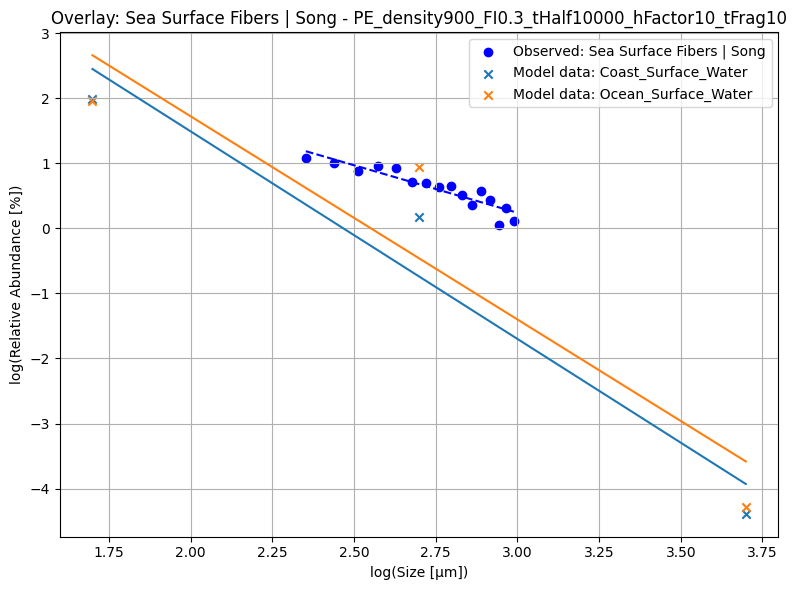 Overlay: Sea Surface Fibers | Song - PE_density900_FI0.3_tHalf10000_hFactor10_tFrag10
Observed: Sea Surface Fibers | Song
Model data: Coast_Surface_Water
Model data: Ocean_Surface_Water
log(Relative Abundance [%])
3
2
1
0
−1
−2
−3
−4
1.75
2.00
2.25
2.50
2.75
3.00
3.25
3.50
3.75
log(Size [µm])